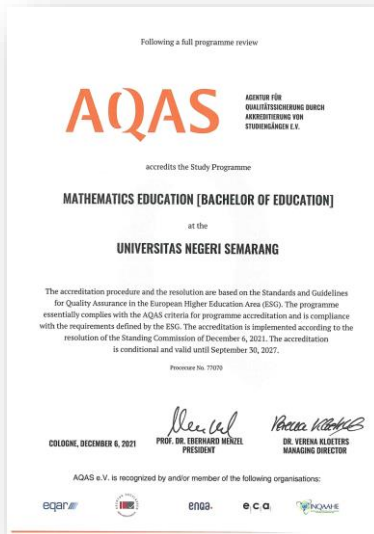 Following a full programme review
AQAS
AGENTUR FÜR
QUALITÄTSSICHERUNG DURCH
AKKREDITIERUNG VON
STUDIENGÄNGEN E.V.
accredits the Study Programme
MATHEMATICS EDUCATION [BACHELOR OF EDUCATION]
at the
UNIVERSITAS NEGERI SEMARANG
The accreditation procedure and the resolution are based on the Standards and Guidelines
for Quality Assurance in the European Higher Education Area (ESG). The programme
essentially complies with the AQAS criteria for programme accreditation and is compliance
with the requirements defined by the ESG. The accreditation is implemented according to the
resolution of the Standing Commission of December 6, 2021. The accreditation
is conditional and valid until September 30, 2027.
Procedure No. 77070
COLOGNE, DECEMBER 6, 2021
PROF. DR. EBERHARD MENZEL
PRESIDENT
DR. VERENA KLOETERS
MANAGING DIRECTOR
AQAS e.V. is recognized by and/or member of the following organisations:
eqar
enqa.
e.c.a.
INQAAHE